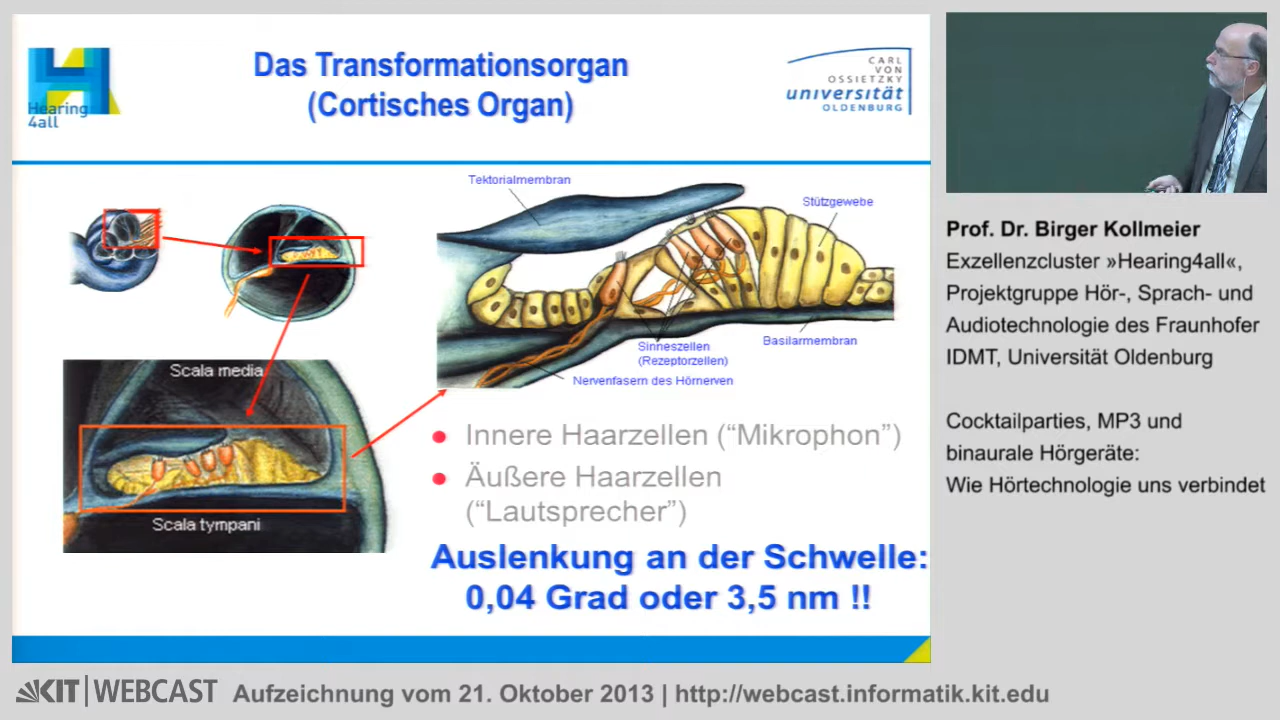 Hearing
4all
Das Transformationsorgan
(Cortisches Organ)
CARL
VON
OSSIETZKY
universität
OLDENBURG
Tektorialmembran
Stützgewebe
Sinneszellen
(Rezeptorzellen)
Basilarmembran
Nervenfasern des Hörnerven
Scala media
Scala tympani
Innere Haarzellen (“Mikrophon”)
Äußere Haarzellen
(“Lautsprecher”)
Auslenkung an der Schwelle:
0,04 Grad oder 3,5 nm !!
Prof. Dr. Birger Kollmeier
Exzellenzcluster »Hearing4all«,
Projektgruppe Hör-, Sprach- und
Audiotechnologie des Fraunhofer
IDMT, Universität Oldenburg
Cocktailparties, MP3 und
binaurale Hörgeräte:
Wie Hörtechnologie uns verbindet
KIT | WEBCAST Aufzeichnung vom 21. Oktober 2013 | http://webcast.informatik.kit.edu